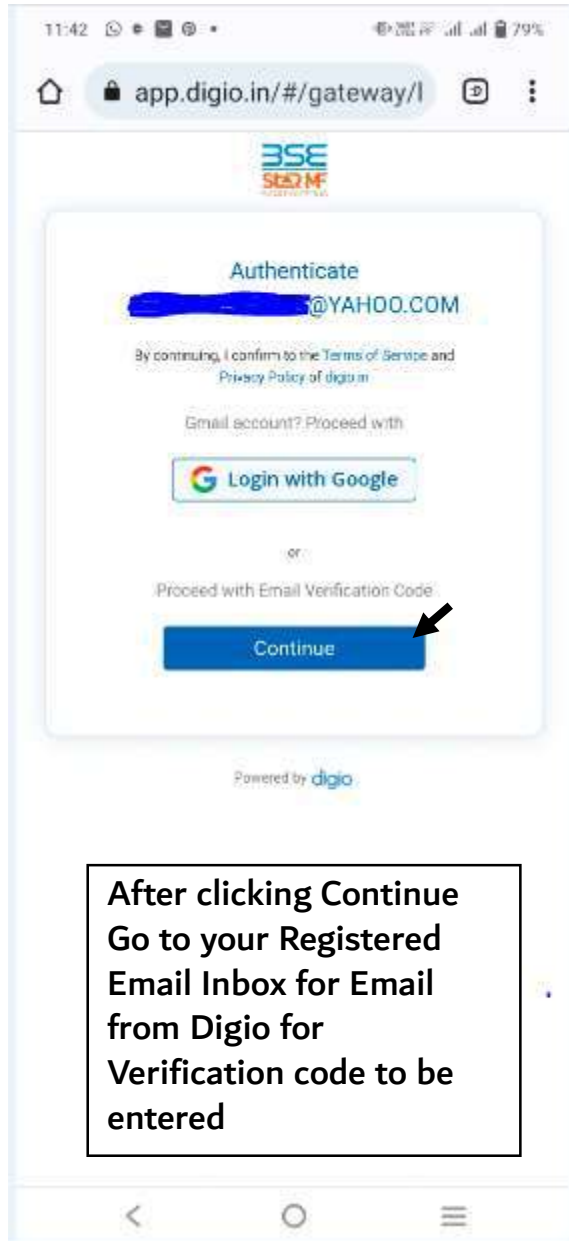 11:42
79%
app.digio.in/#/gateway/l
BSE
StAR MF
Authenticate
@YAHOO.COM
By continuing, I confirm to the Terms of Service and
Privacy Policy of digio.in
Gmail account? Proceed with
Login with Google
or
Proceed with Email Verification Code
Continue
Powered by digio
After clicking Continue
Go to your Registered
Email Inbox for Email
from Digio for
Verification code to be
entered